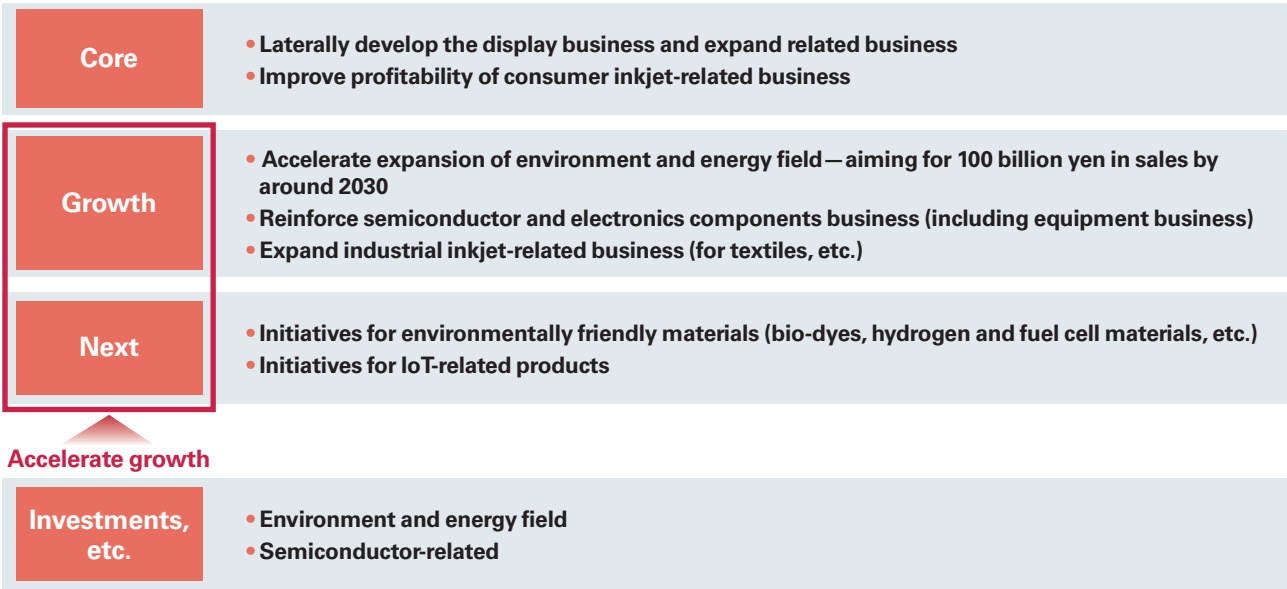 Core
• Laterally develop the display business and expand related business
• Improve profitability of consumer inkjet-related business
Growth
• Accelerate expansion of environment and energy field—aiming for 100 billion yen in sales by
around 2030
• Reinforce semiconductor and electronics components business (including equipment business)
• Expand industrial inkjet-related business (for textiles, etc.)
Next
• Initiatives for environmentally friendly materials (bio-dyes, hydrogen and fuel cell materials, etc.)
• Initiatives for IoT-related products
Accelerate growth
Investments,
etc.
• Environment and energy field
• Semiconductor-related